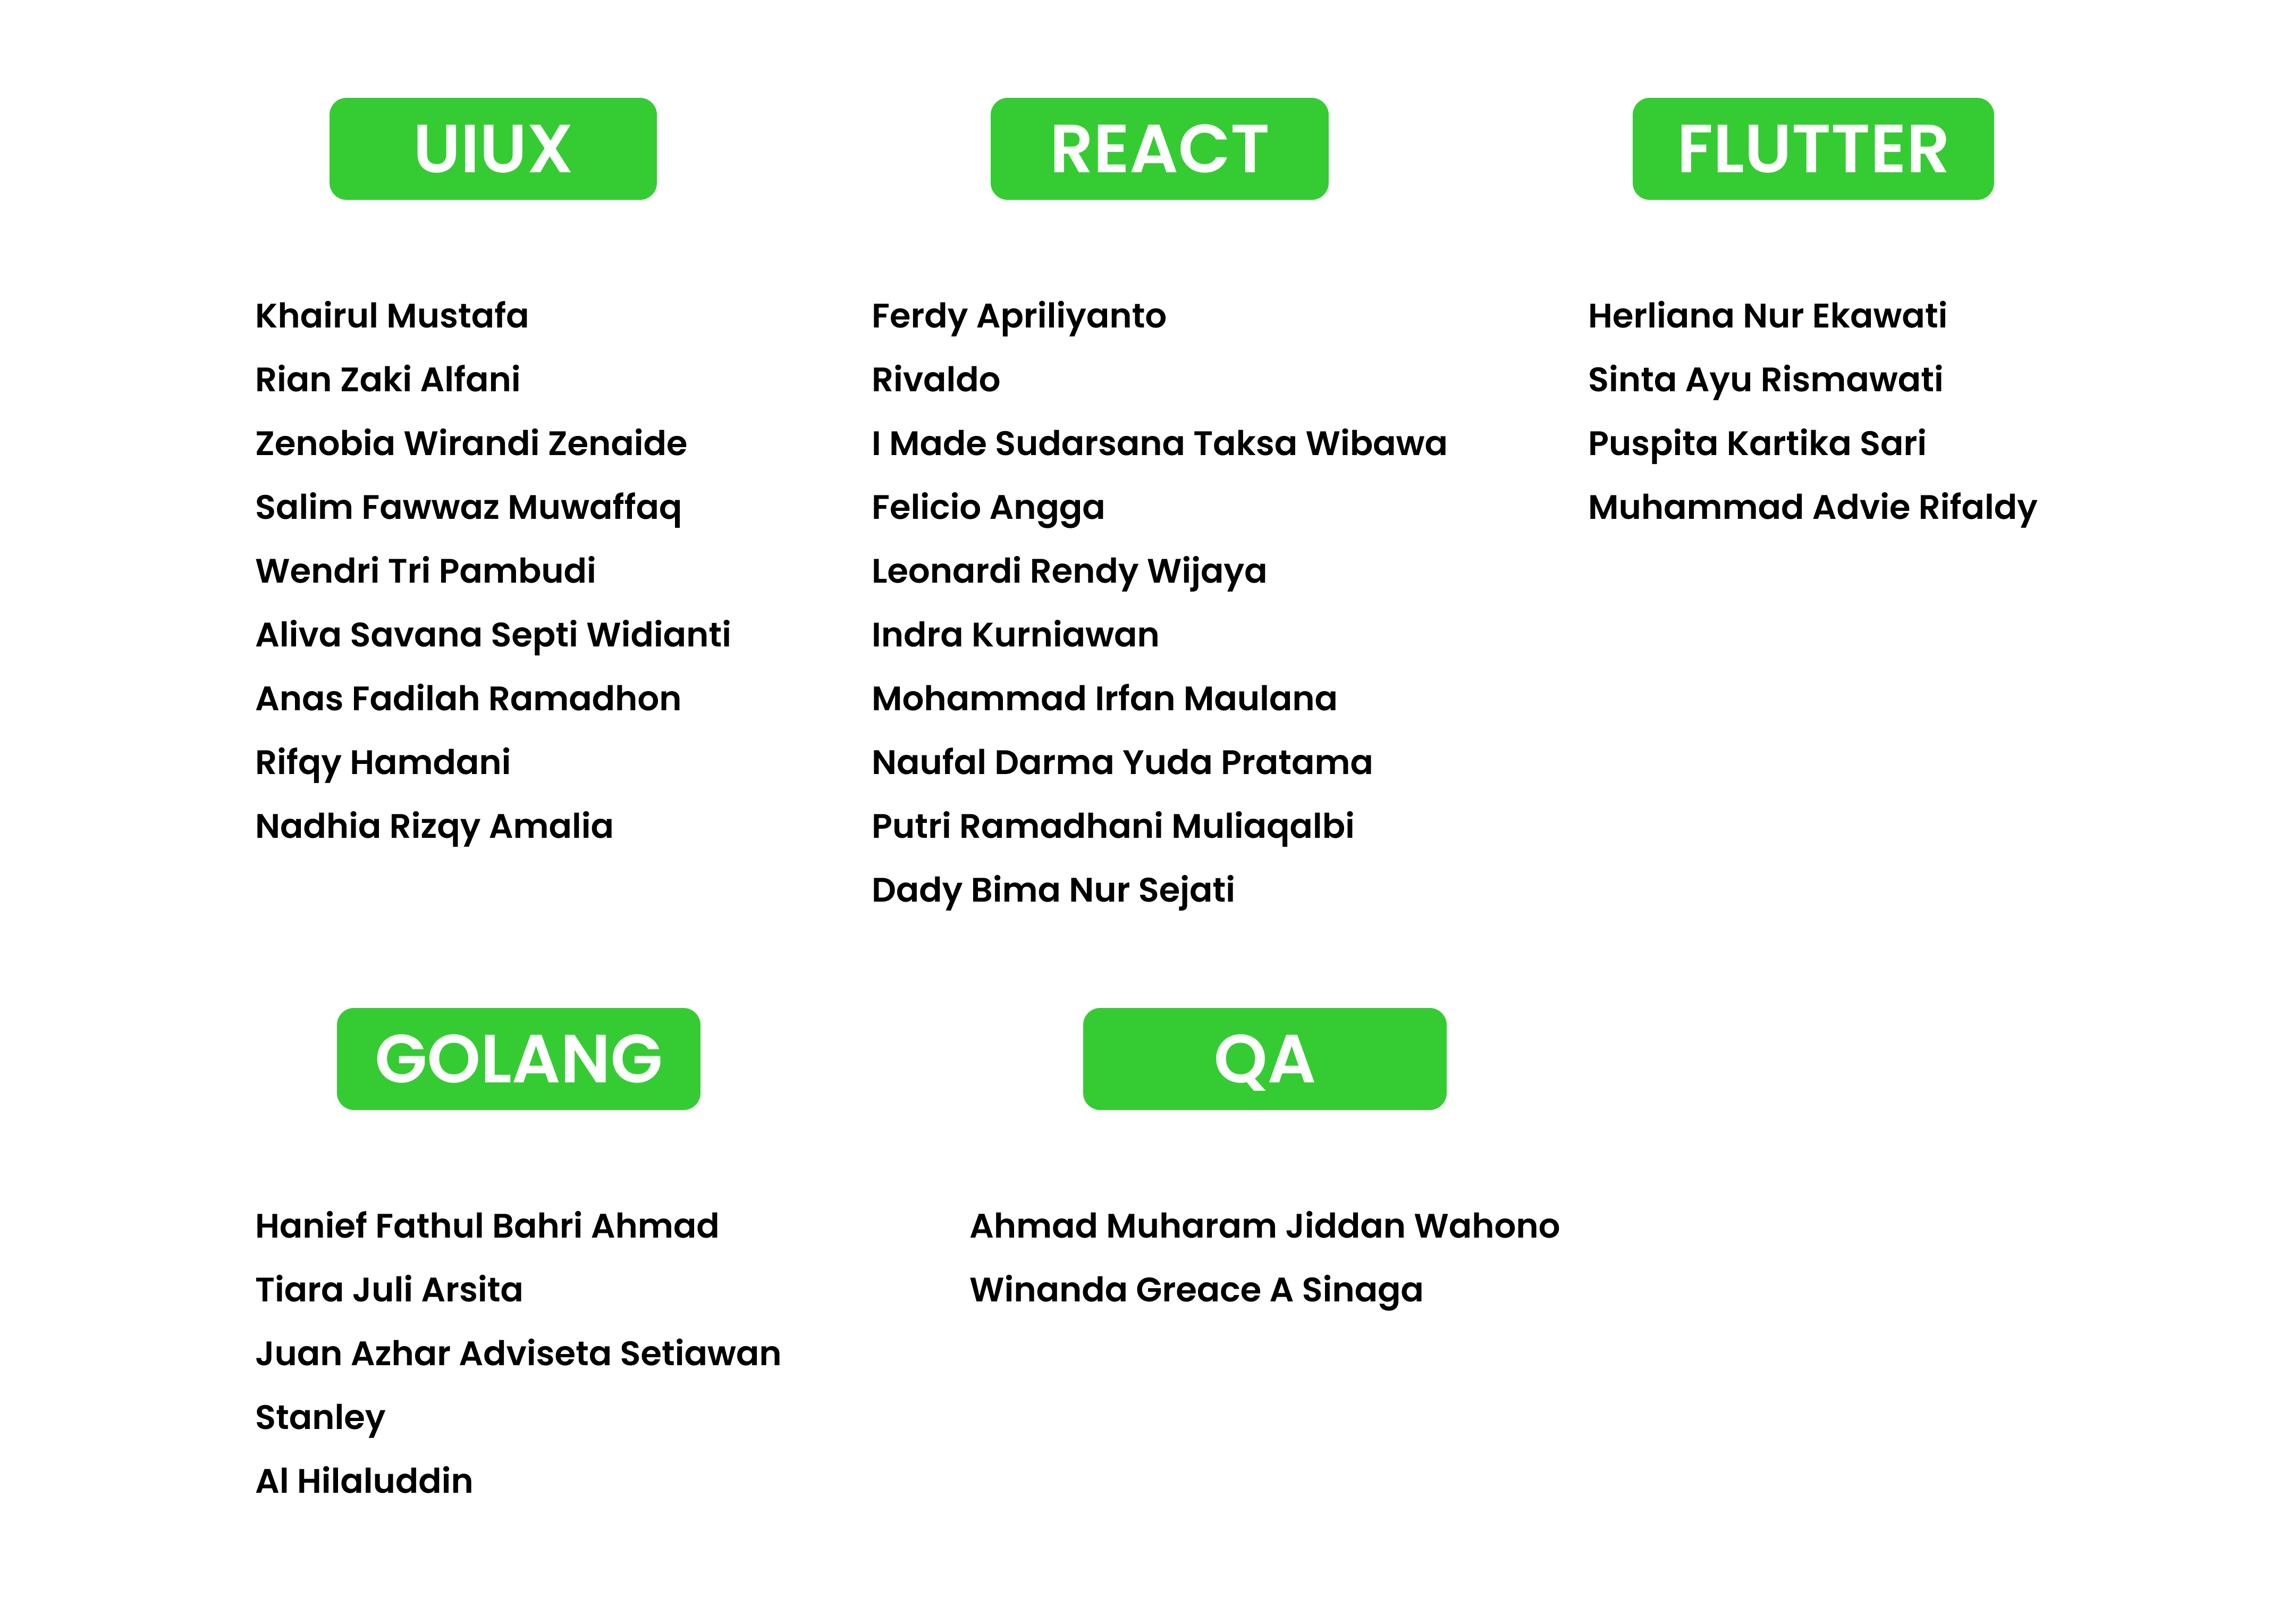 UIUX
Khairul Mustafa
Rian Zaki Alfani
Zenobia Wirandi Zenaide
Salim Fawwaz Muwaffaq
Wendri Tri Pambudi
Aliva Savana Septi Widianti
Anas Fadilah Ramadhon
Rifqy Hamdani
Nadhia Rizqy Amalia
REACT
Ferdy Apriliyanto
Rivaldo
I Made Sudarsana Taksa Wibawa
Felicio Angga
Leonardi Rendy Wijaya
Indra Kurniawan
Mohammad Irfan Maulana
Naufal Darma Yuda Pratama
Putri Ramadhani Muliaqalbi
Dady Bima Nur Sejati
FLUTTER
Herliana Nur Ekawati
Sinta Ayu Rismawati
Puspita Kartika Sari
Muhammad Advie Rifaldy
GOLANG
Hanief Fathul Bahri Ahmad
Tiara Juli Arsita
Juan Azhar Adviseta Setiawan
Stanley
Al Hilaluddin
QA
Ahmad Muharam Jiddan Wahono
Winanda Greace A Sinaga